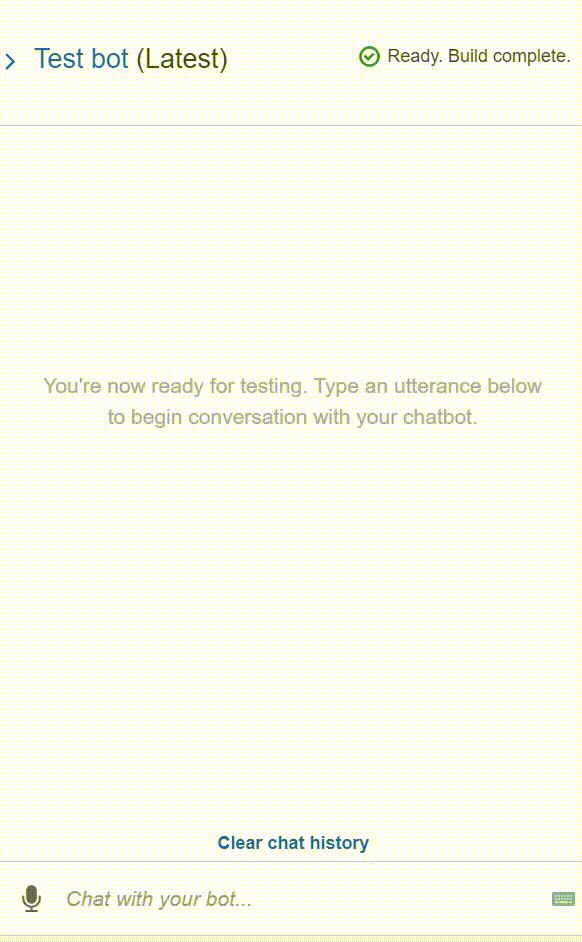 Test bot (Latest)
Ready. Build complete.
You're now ready for testing. Type an utterance below
to begin conversation with your chatbot.
Clear chat history
Chat with your bot...